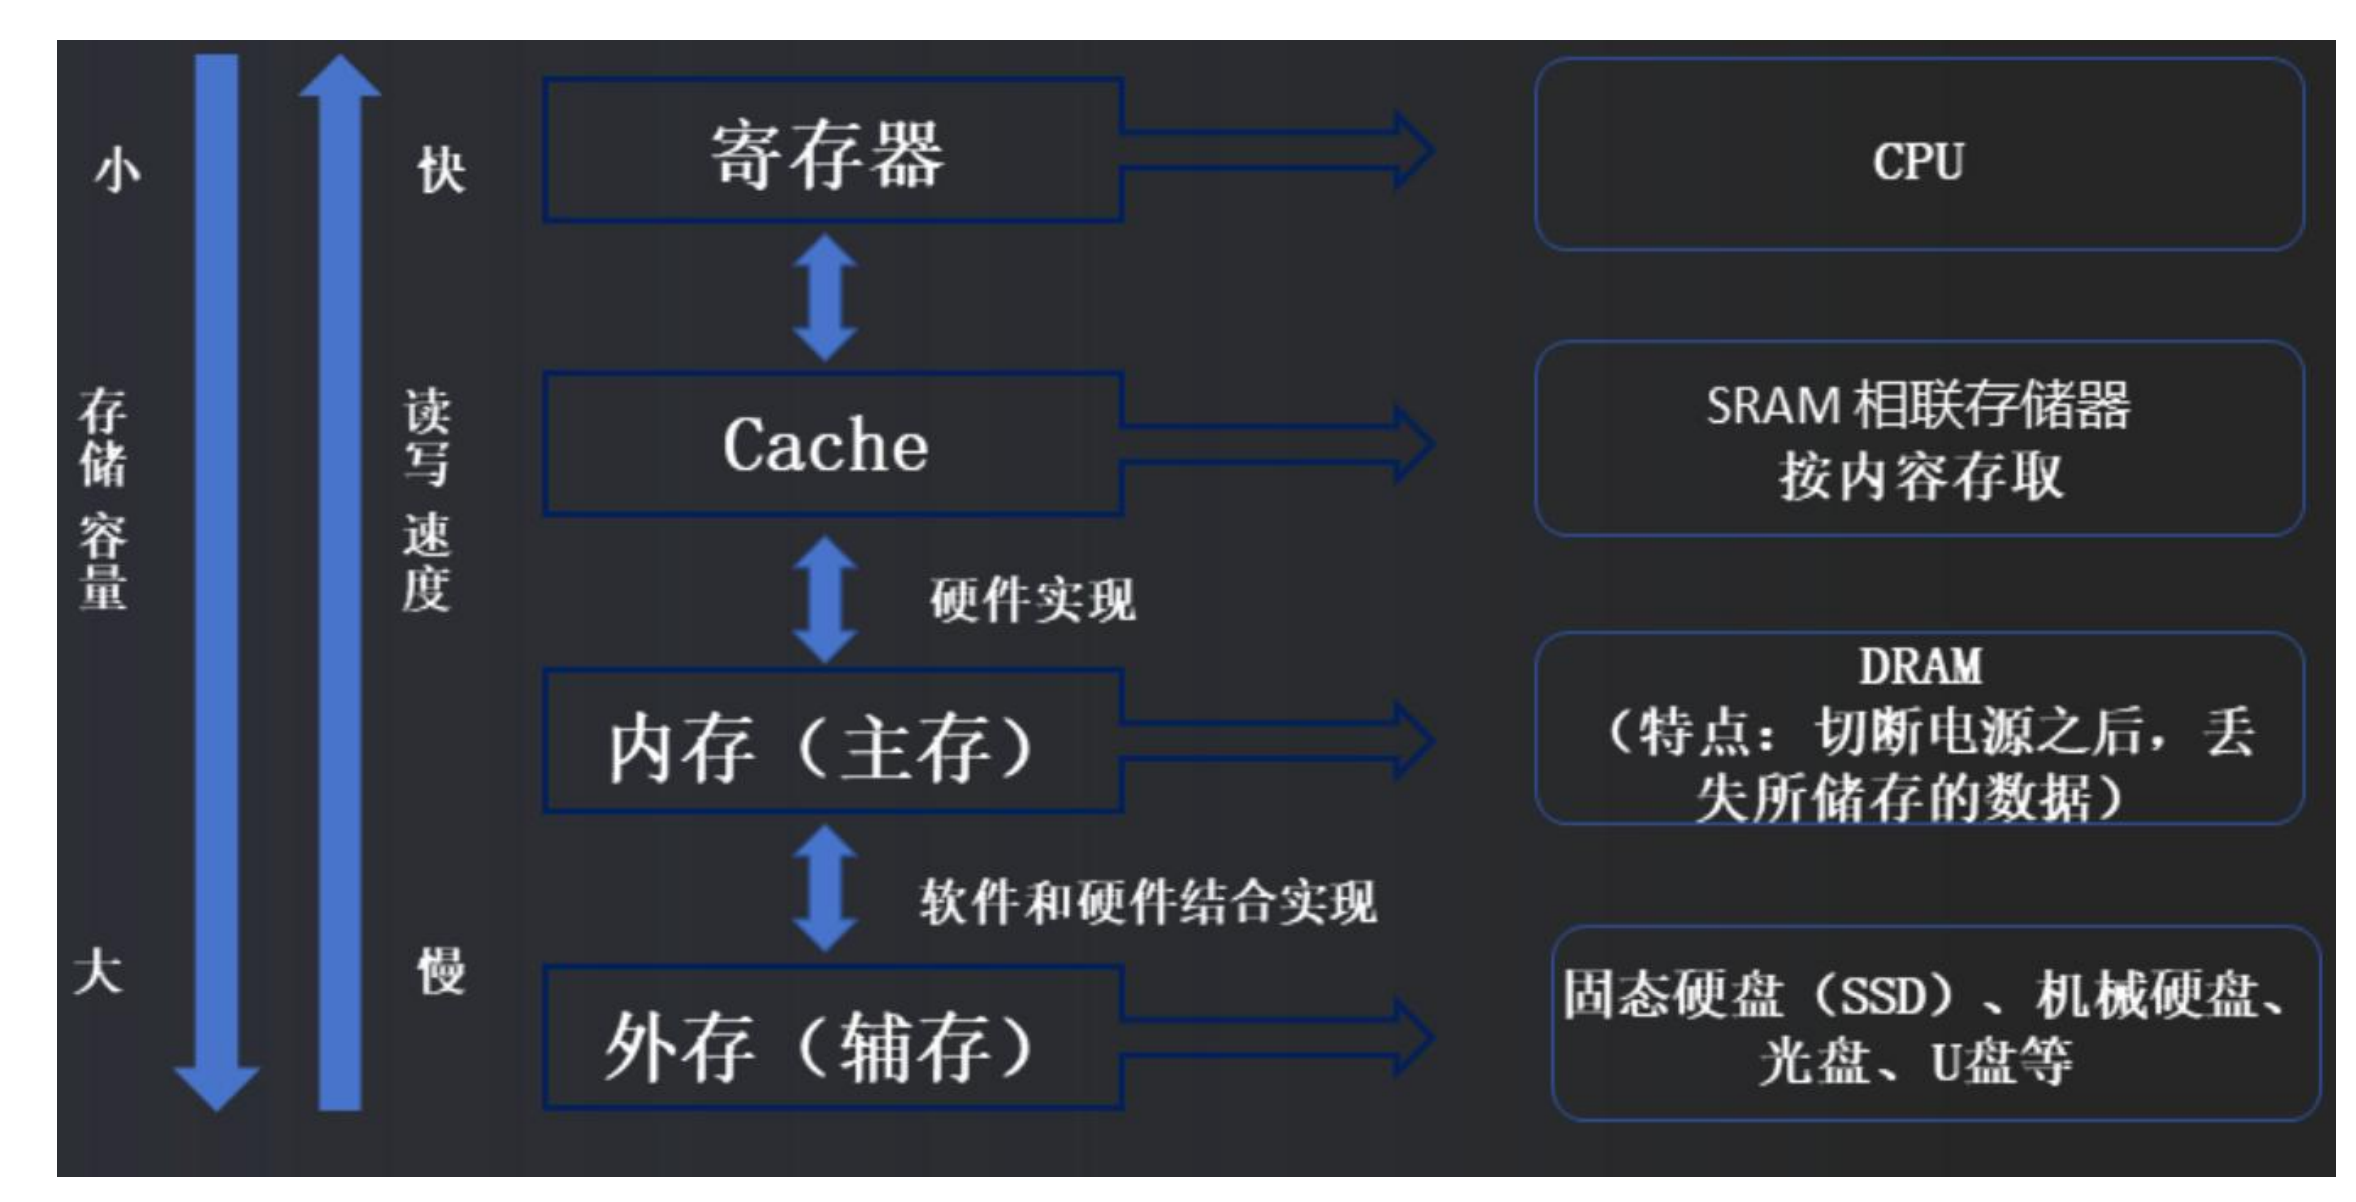 小
快
存储容量
读写速度
大
慢
寄存器
CPU
Cache
SRAM 相联存储器
按内容存取
硬件实现
内存（主存）
DRAM
（特点：切断电源之后，丢
失所储存的数据）
软件和硬件结合实现
外存（辅存）
固态硬盘（SSD）、机械硬盘、
光盘、U盘等